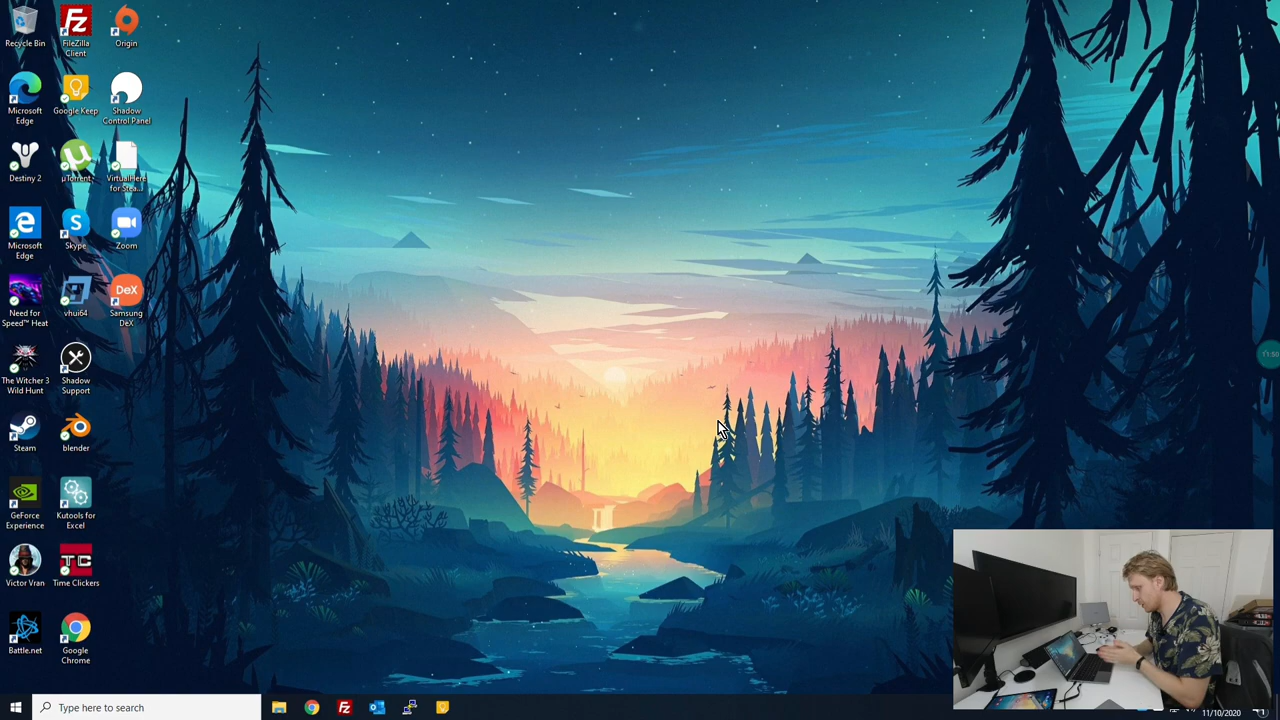 Recycle Bin
FileZilla
Client
Origin
Microsoft
Edge
Google Keep
Shadow
Control Panel
Destiny 2
µTorrent
VirtualHere
for Stea...
Microsoft
Edge
Skype
Zoom
Need for
Speed™ Heat
vhui64
DeX
Samsung
DeX
The Witcher 3
Wild Hunt
Shadow
Support
Steam
blender
GeForce
Experience
Kutools for
Excel
Victor Vran
TC
Time Clickers
Battle.net
Google
Chrome
11:50
Type here to search
11/10/2020